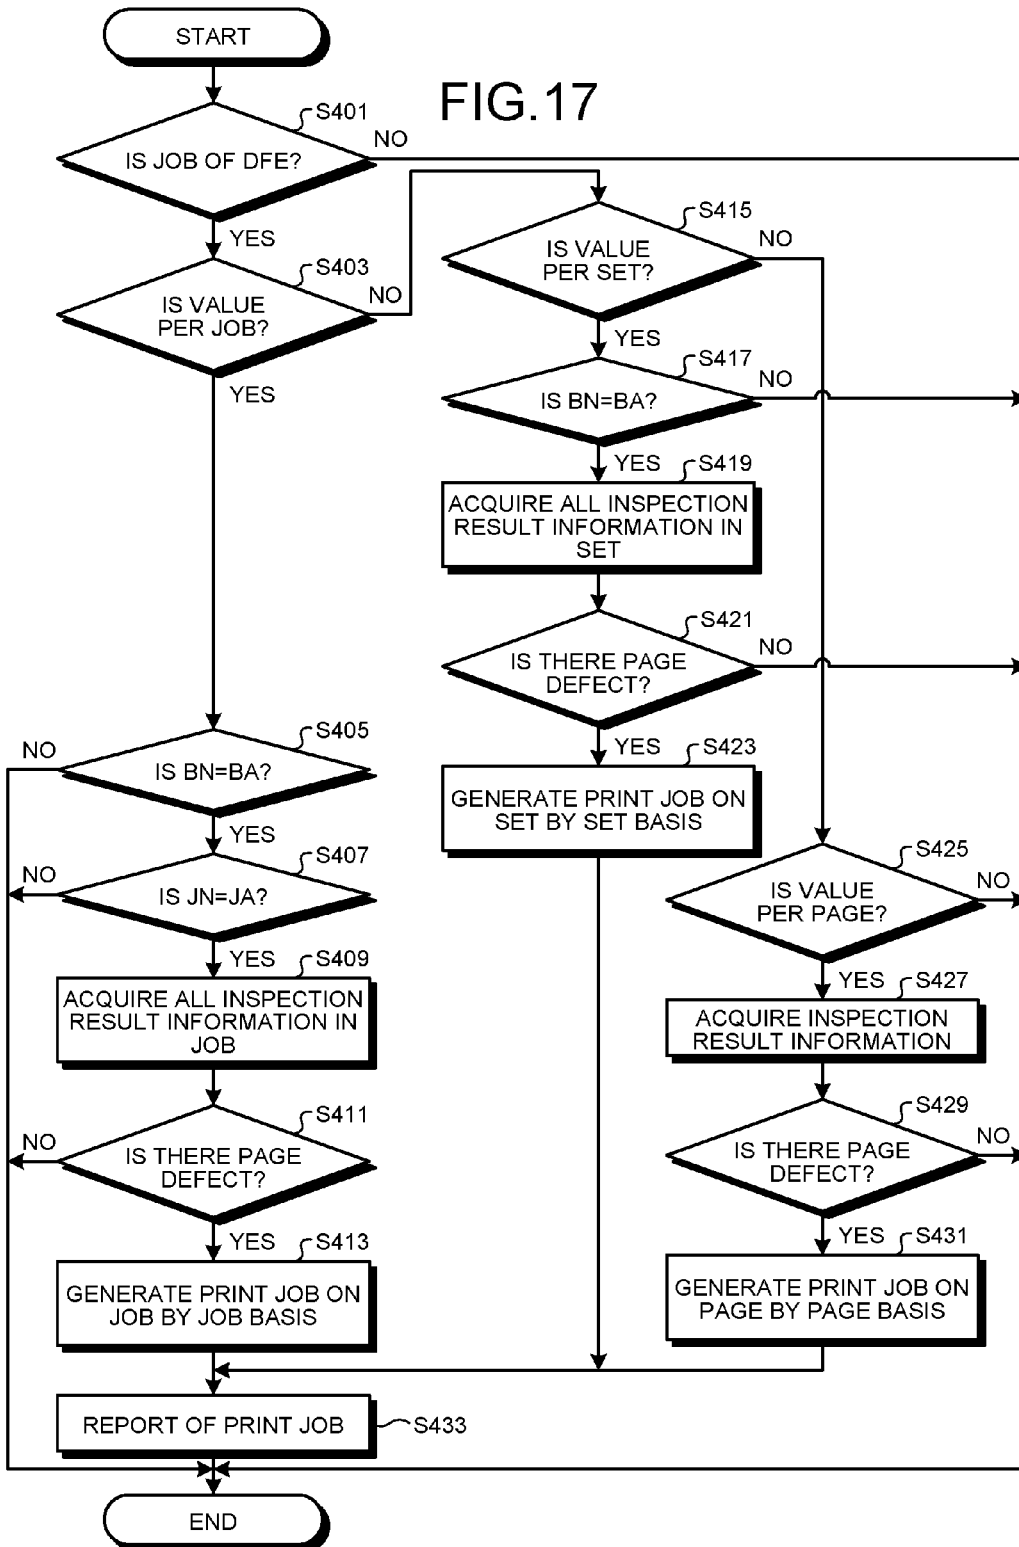 START
FIG.17
S401
NO
IS JOB OF DFE?
YES
S403
NO
IS VALUE
PER JOB?
YES
S415
NO
IS VALUE
PER SET?
YES
S417
NO
IS BN=BA?
YES
S419
ACQUIRE ALL INSPECTION
RESULT INFORMATION IN
SET
S421
NO
IS THERE PAGE
DEFECT?
YES
S423
GENERATE PRINT JOB ON
SET BY SET BASIS
S405
NO
IS BN=BA?
YES
S407
NO
IS JN=JA?
YES
S409
ACQUIRE ALL INSPECTION
RESULT INFORMATION IN
JOB
S411
NO
IS THERE PAGE
DEFECT?
YES
S413
GENERATE PRINT JOB ON
JOB BY JOB BASIS
S425
NO
IS VALUE
PER PAGE?
YES
S427
ACQUIRE INSPECTION
RESULT INFORMATION
S429
NO
IS THERE PAGE
DEFECT?
YES
S431
GENERATE PRINT JOB ON
PAGE BY PAGE BASIS
REPORT OF PRINT JOB
S433
END